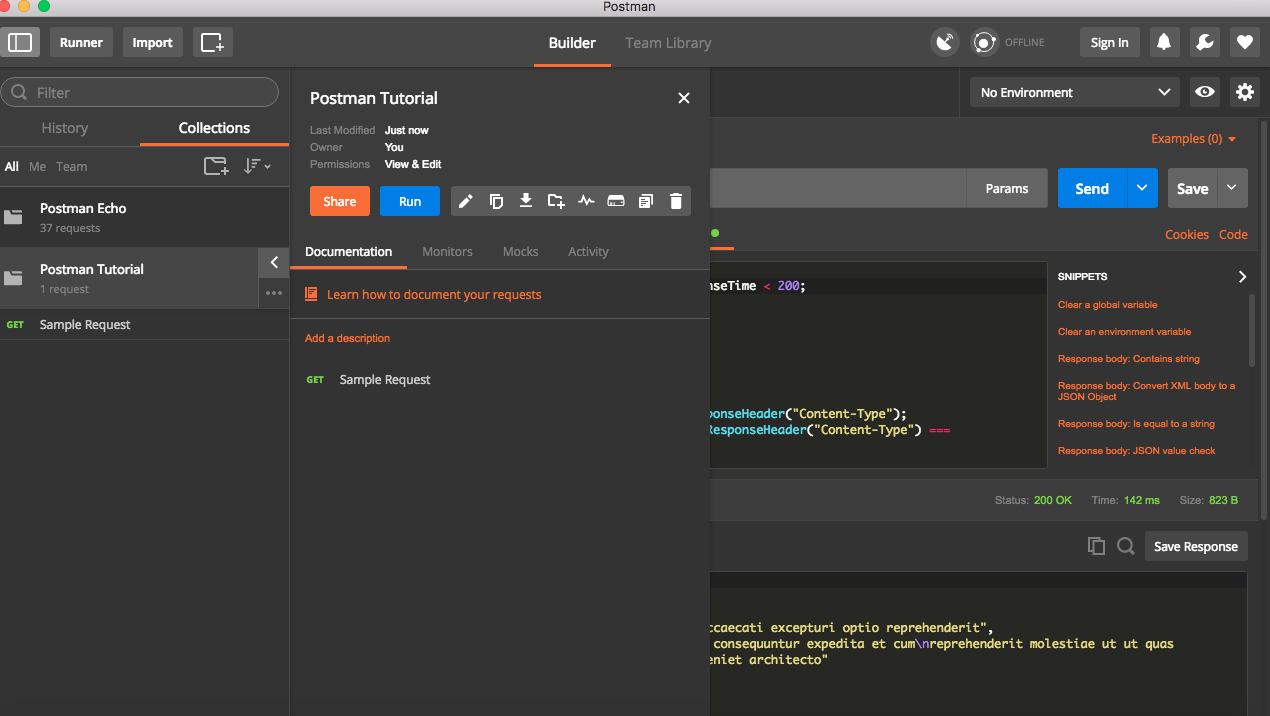 Postman
Runner
Import
Builder
Team Library
OFFLINE
Sign In
Filter
History
Collections
All
Me
Team
Postman Echo
37 requests
Postman Tutorial
1 request
GET
Sample Request
Postman Tutorial
Last Modified Just now
Owner You
Permissions View & Edit
Share
Run
Documentation
Monitors
Mocks
Activity
Learn how to document your requests
Add a description
GET
Sample Request
No Environment
Examples (0)
Params
Send
Save
Cookies
Code
nseTime < 200;
ponseHeader("Content-Type");
ResponseHeader("Content-Type") ===
SNIPPETS
Clear a global variable
Clear an environment variable
Response body: Contains string
Response body: Convert XML body to a
JSON Object
Response body: Is equal to a string
Response body: JSON value check
Status: 200 OK
Time: 142 ms
Size: 823 B
Save Response
ccaecati excepturi optio reprehenderit",
consequuntur expedita et cum\nreprehenderit molestiae ut ut quas
eniet architecto"